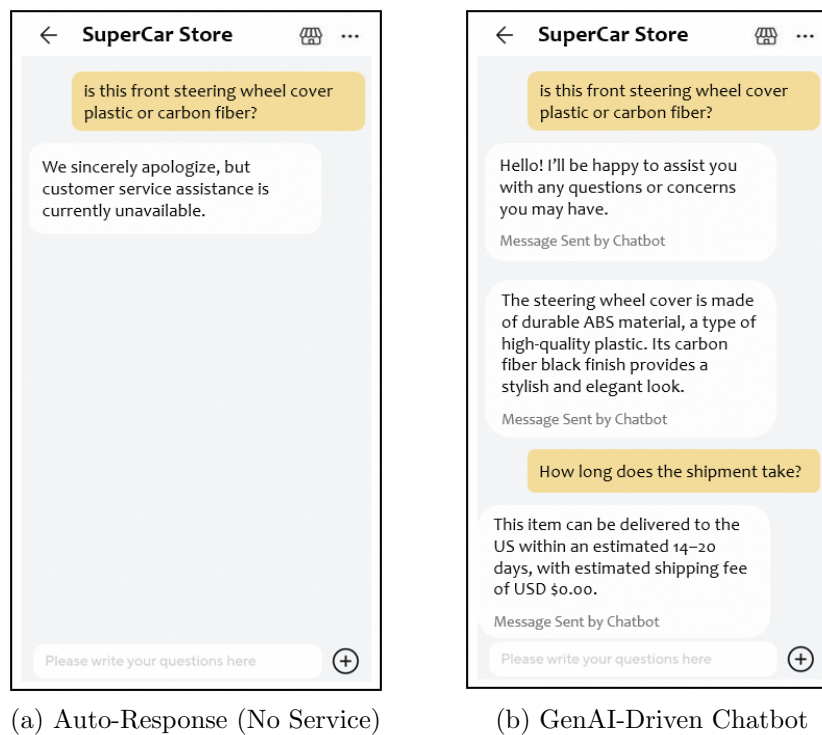 SuperCar Store
is this front steering wheel cover
plastic or carbon fiber?
We sincerely apologize, but
customer service assistance is
currently unavailable.
Please write your questions here
(a) Auto-Response (No Service)
SuperCar Store
is this front steering wheel cover
plastic or carbon fiber?
Hello! I'll be happy to assist you
with any questions or concerns
you may have.
Message Sent by Chatbot
The steering wheel cover is made
of durable ABS material, a type of
high-quality plastic. Its carbon
fiber black finish provides a
stylish and elegant look.
Message Sent by Chatbot
How long does the shipment take?
This item can be delivered to the
US within an estimated 14–20
days, with estimated shipping fee
of USD $0.00.
Message Sent by Chatbot
Please write your questions here
(b) GenAI-Driven Chatbot